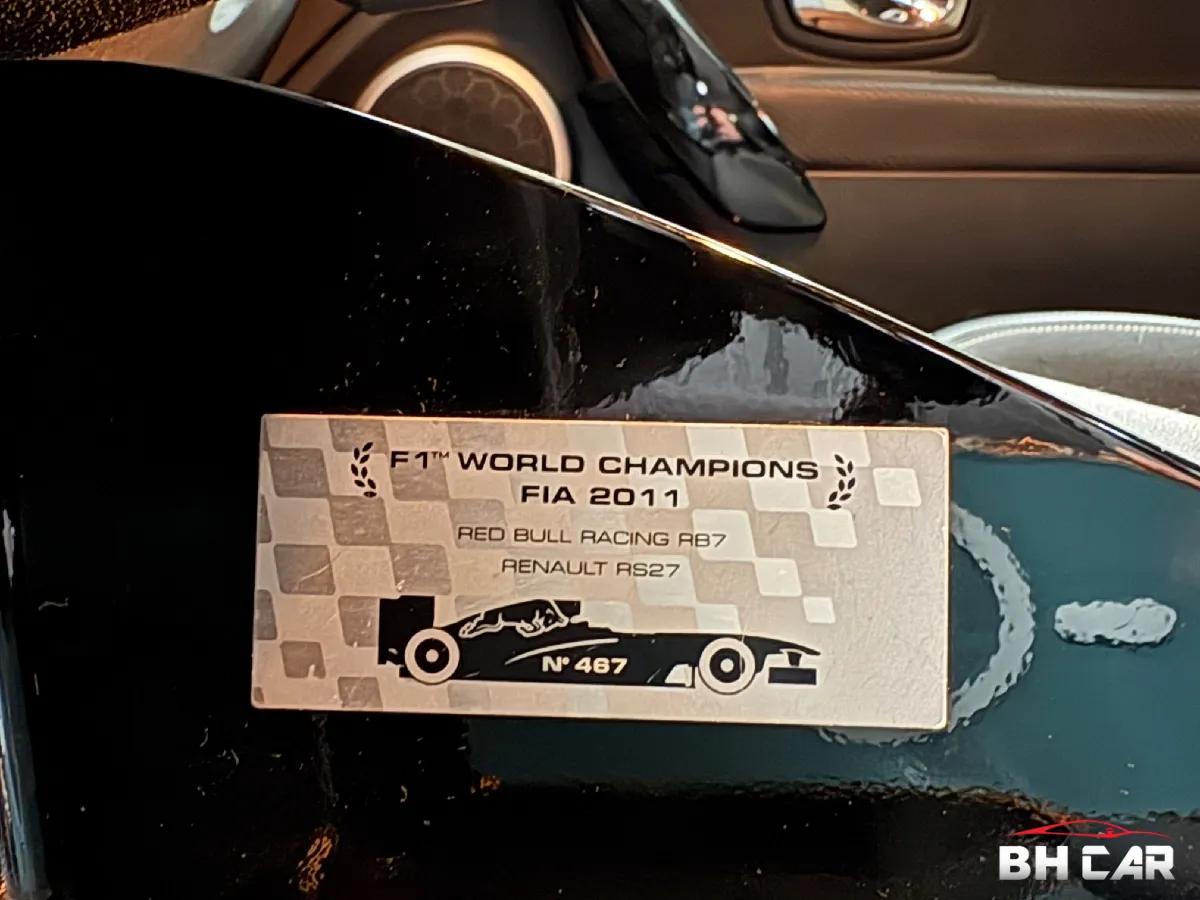 F1™ WORLD CHAMPIONS
FIA 2011
RED BULL RACING RB7
RENAULT RS27
N° 467
BH CAR